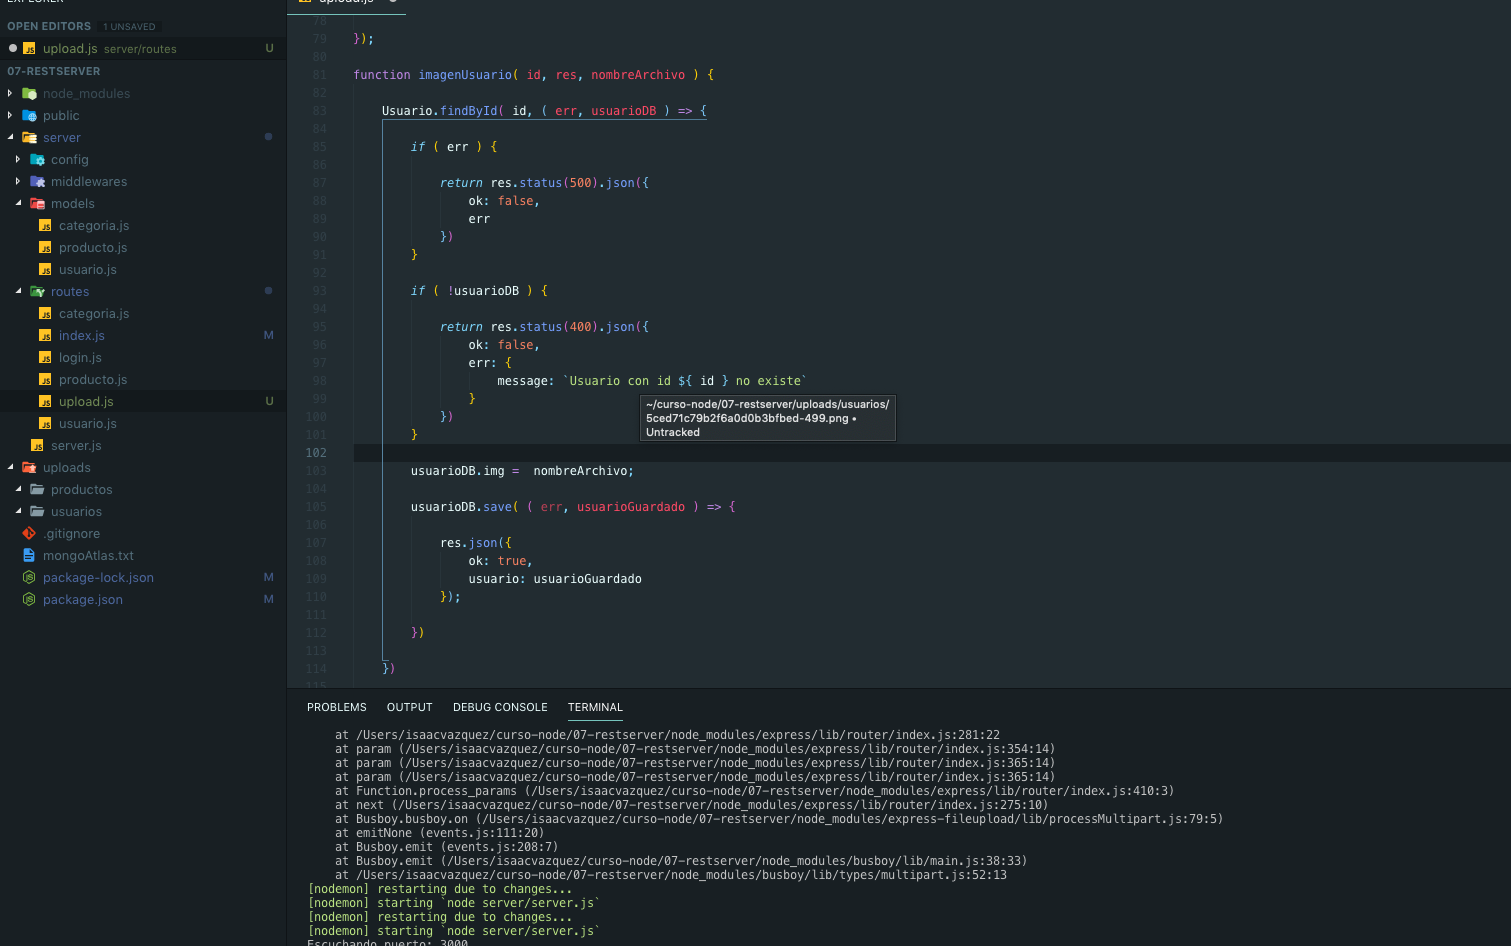 EXPLORER
OPEN EDITORS 1 UNSAVED
upload.js server/routes U
07-RESTSERVER
node_modules
public
server
config
middlewares
models
categoria.js
producto.js
usuario.js
routes
categoria.js
index.js M
login.js
producto.js
upload.js U
usuario.js
server.js
uploads
productos
usuarios
.gitignore
mongoAtlas.txt
package-lock.json M
package.json M
upload.js
78
79 });
80
81 function imagenUsuario( id, res, nombreArchivo ) {
82
83 Usuario.findById( id, ( err, usuarioDB ) => {
84
85 if ( err ) {
86
87 return res.status(500).json({
88 ok: false,
89 err
90 })
91 }
92
93 if ( !usuarioDB ) {
94
95 return res.status(400).json({
96 ok: false,
97 err: {
98 message: `Usuario con id ${ id } no existe`
99 }
100 })
101 }
102
103 usuarioDB.img =  nombreArchivo;
104
105 usuarioDB.save( ( err, usuarioGuardado ) => {
106
107 res.json({
108 ok: true,
109 usuario: usuarioGuardado
110 });
111
112 })
113
114 })
115
~/curso-node/07-restserver/uploads/usuarios/
5ced71c79b2f6a0d0b3bfbed-499.png •
Untracked
PROBLEMS OUTPUT DEBUG CONSOLE TERMINAL
at /Users/isaacvazquez/curso-node/07-restserver/node_modules/express/lib/router/index.js:281:22
at param (/Users/isaacvazquez/curso-node/07-restserver/node_modules/express/lib/router/index.js:354:14)
at param (/Users/isaacvazquez/curso-node/07-restserver/node_modules/express/lib/router/index.js:365:14)
at param (/Users/isaacvazquez/curso-node/07-restserver/node_modules/express/lib/router/index.js:365:14)
at Function.process_params (/Users/isaacvazquez/curso-node/07-restserver/node_modules/express/lib/router/index.js:410:3)
at next (/Users/isaacvazquez/curso-node/07-restserver/node_modules/express/lib/router/index.js:275:10)
at Busboy.busboy.on (/Users/isaacvazquez/curso-node/07-restserver/node_modules/express-fileupload/lib/processMultipart.js:79:5)
at emitNone (events.js:111:20)
at Busboy.emit (events.js:208:7)
at Busboy.emit (/Users/isaacvazquez/curso-node/07-restserver/node_modules/busboy/lib/main.js:38:33)
at /Users/isaacvazquez/curso-node/07-restserver/node_modules/busboy/lib/types/multipart.js:52:13
[nodemon] restarting due to changes...
[nodemon] starting `node server/server.js`
[nodemon] restarting due to changes...
[nodemon] starting `node server/server.js`
Escuchando puerto: 3000